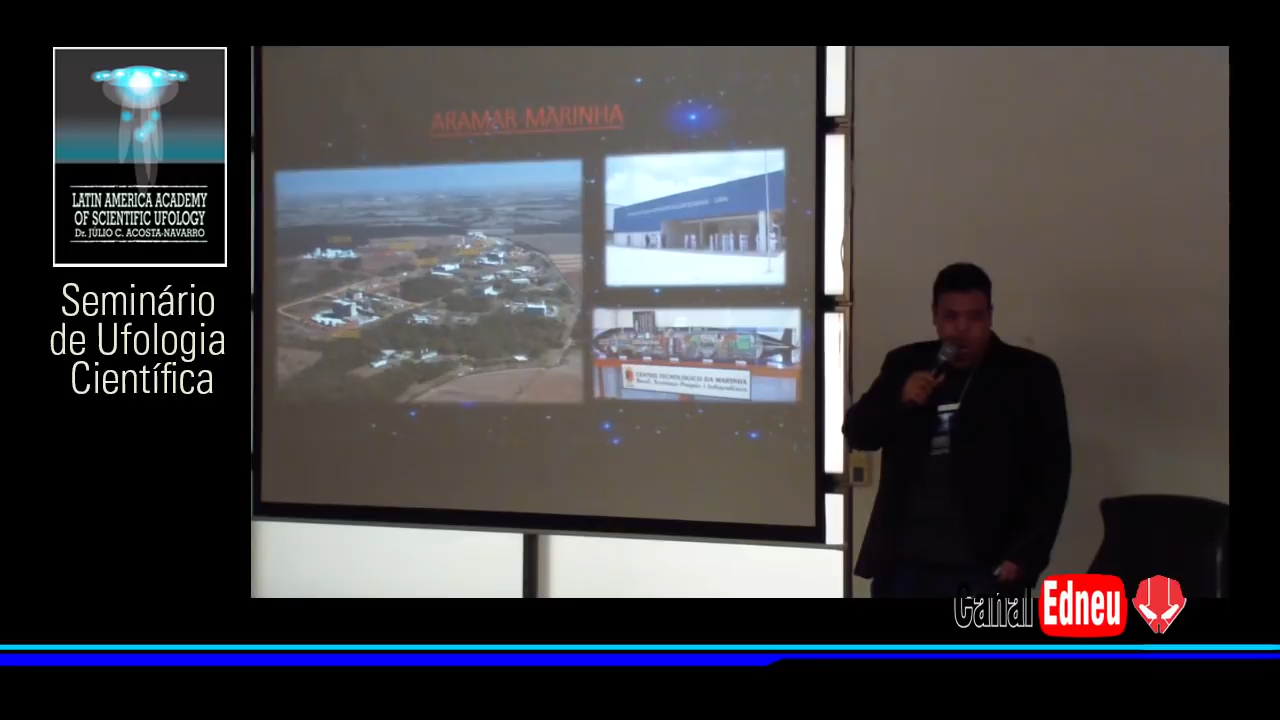 LATIN AMERICA ACADEMY
OF SCIENTIFIC UFOLOGY
Dr. JÚLIO C. ACOSTA-NAVARRO
Seminário
de Ufologia
Científica
ARAMAR-MARINHA
CENTRO TECNOLÓGICO DA MARINHA
Canal Edneu